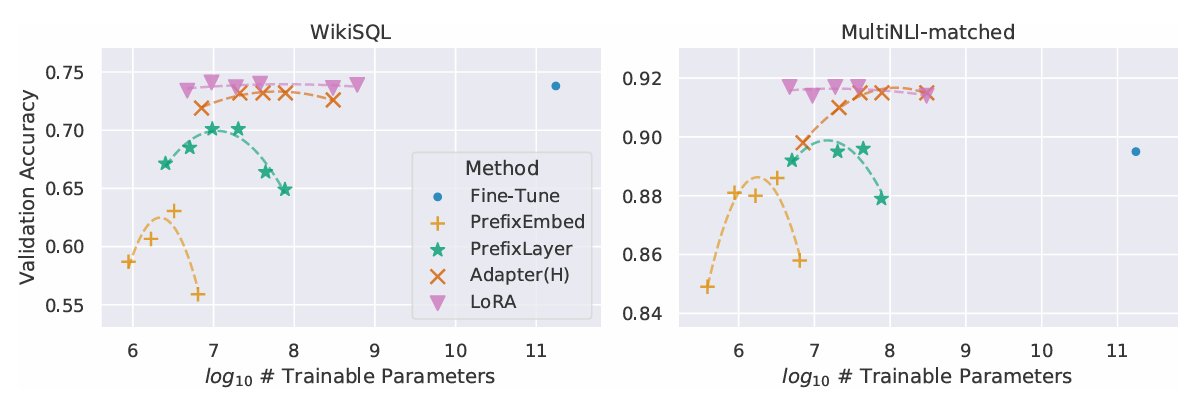 WikiSQL
MultiNLI-matched
Validation Accuracy
0.75
0.70
0.65
0.60
0.55
Method
Fine-Tune
PrefixEmbed
PrefixLayer
Adapter(H)
LoRA
6 7 8 9 10 11
log10 # Trainable Parameters
0.92
0.90
0.88
0.86
0.84
6 7 8 9 10 11
log10 # Trainable Parameters